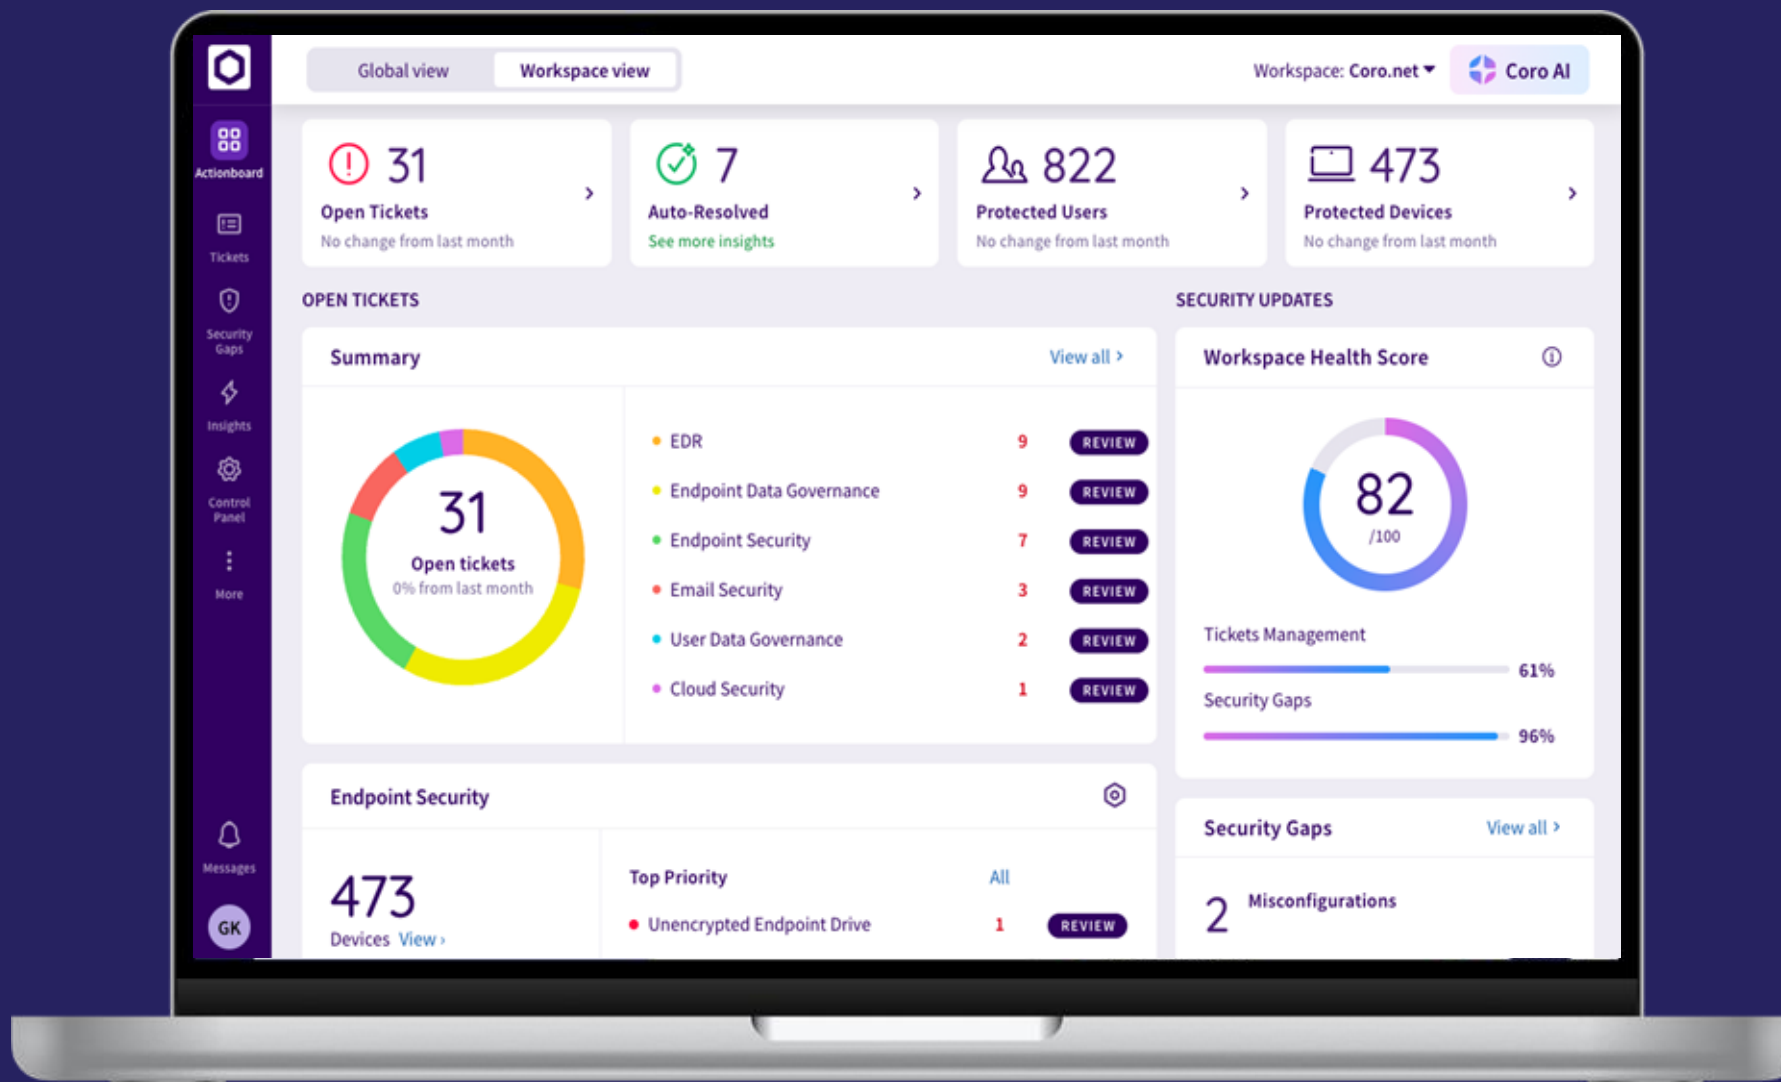 Global view
Workspace view
Workspace: Coro.net
Coro AI
Actionboard
Tickets
Security
Gaps
Insights
Control
Panel
More
Messages
GK
31
Open Tickets
No change from last month
7
Auto-Resolved
See more insights
822
Protected Users
No change from last month
473
Protected Devices
No change from last month
OPEN TICKETS
Summary
View all
31
Open tickets
0% from last month
EDR 9 REVIEW
Endpoint Data Governance 9 REVIEW
Endpoint Security 7 REVIEW
Email Security 3 REVIEW
User Data Governance 2 REVIEW
Cloud Security 1 REVIEW
Endpoint Security
473
Devices View
Top Priority All
Unencrypted Endpoint Drive 1 REVIEW
SECURITY UPDATES
Workspace Health Score
82
/100
Tickets Management
61%
Security Gaps
96%
Security Gaps
View all
2 Misconfigurations